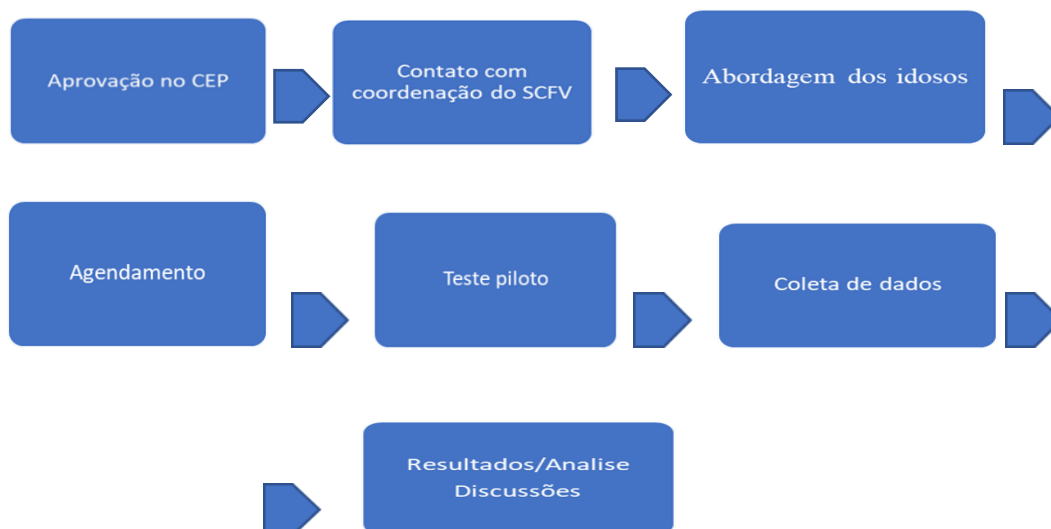 Aprovação no CEP
Contato com
coordenação do SCFV
Abordagem dos idosos
Agendamento
Teste piloto
Coleta de dados
Resultados/Analise
Discussões